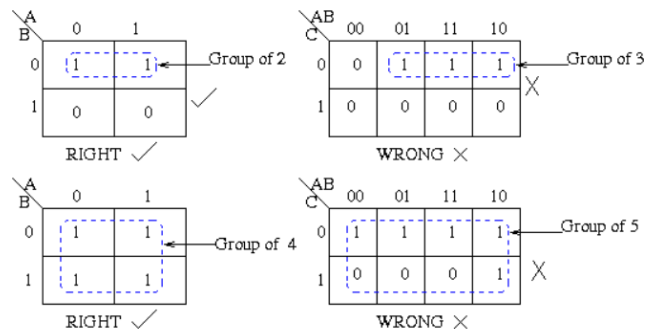 A
B
0 1
0 1 1
Group of 2
1 0 0
RIGHT
AB
C
00 01 11 10
0 0 1 1 1
Group of 3
1 0 0 0 0
WRONG
A
B
0 1
0 1 1
Group of 4
1 1 1
RIGHT
AB
C
00 01 11 10
0 1 1 1 1
Group of 5
1 0 0 0 1
WRONG